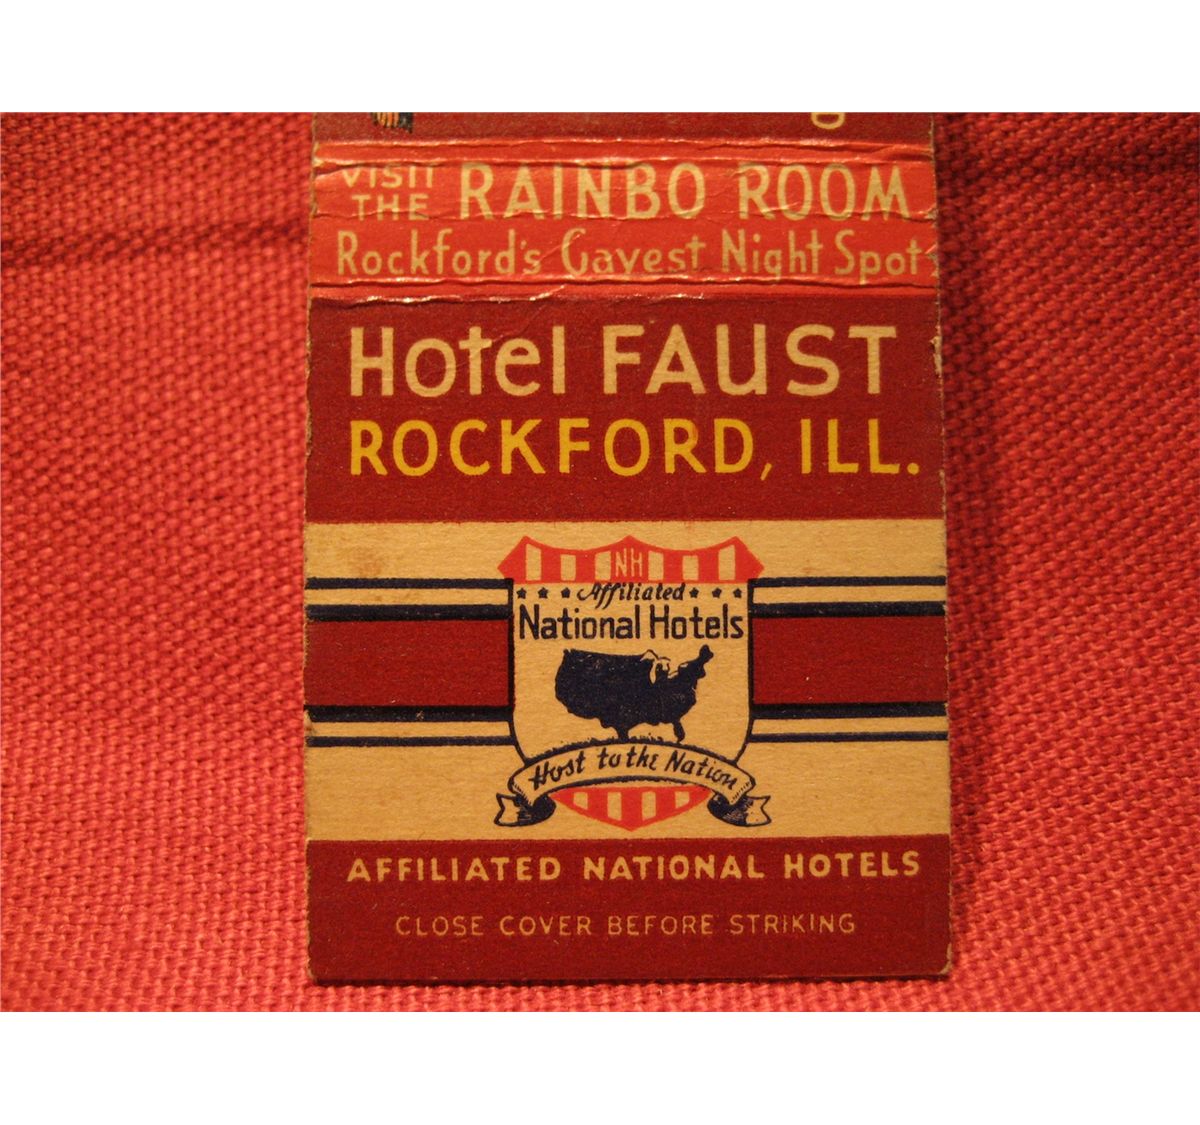 VISIT THE RAINBO ROOM
Rockford's Gayest Night Spot
Hotel FAUST
ROCKFORD, ILL.
NH
Affiliated
National Hotels
Host to the Nation
AFFILIATED NATIONAL HOTELS
CLOSE COVER BEFORE STRIKING